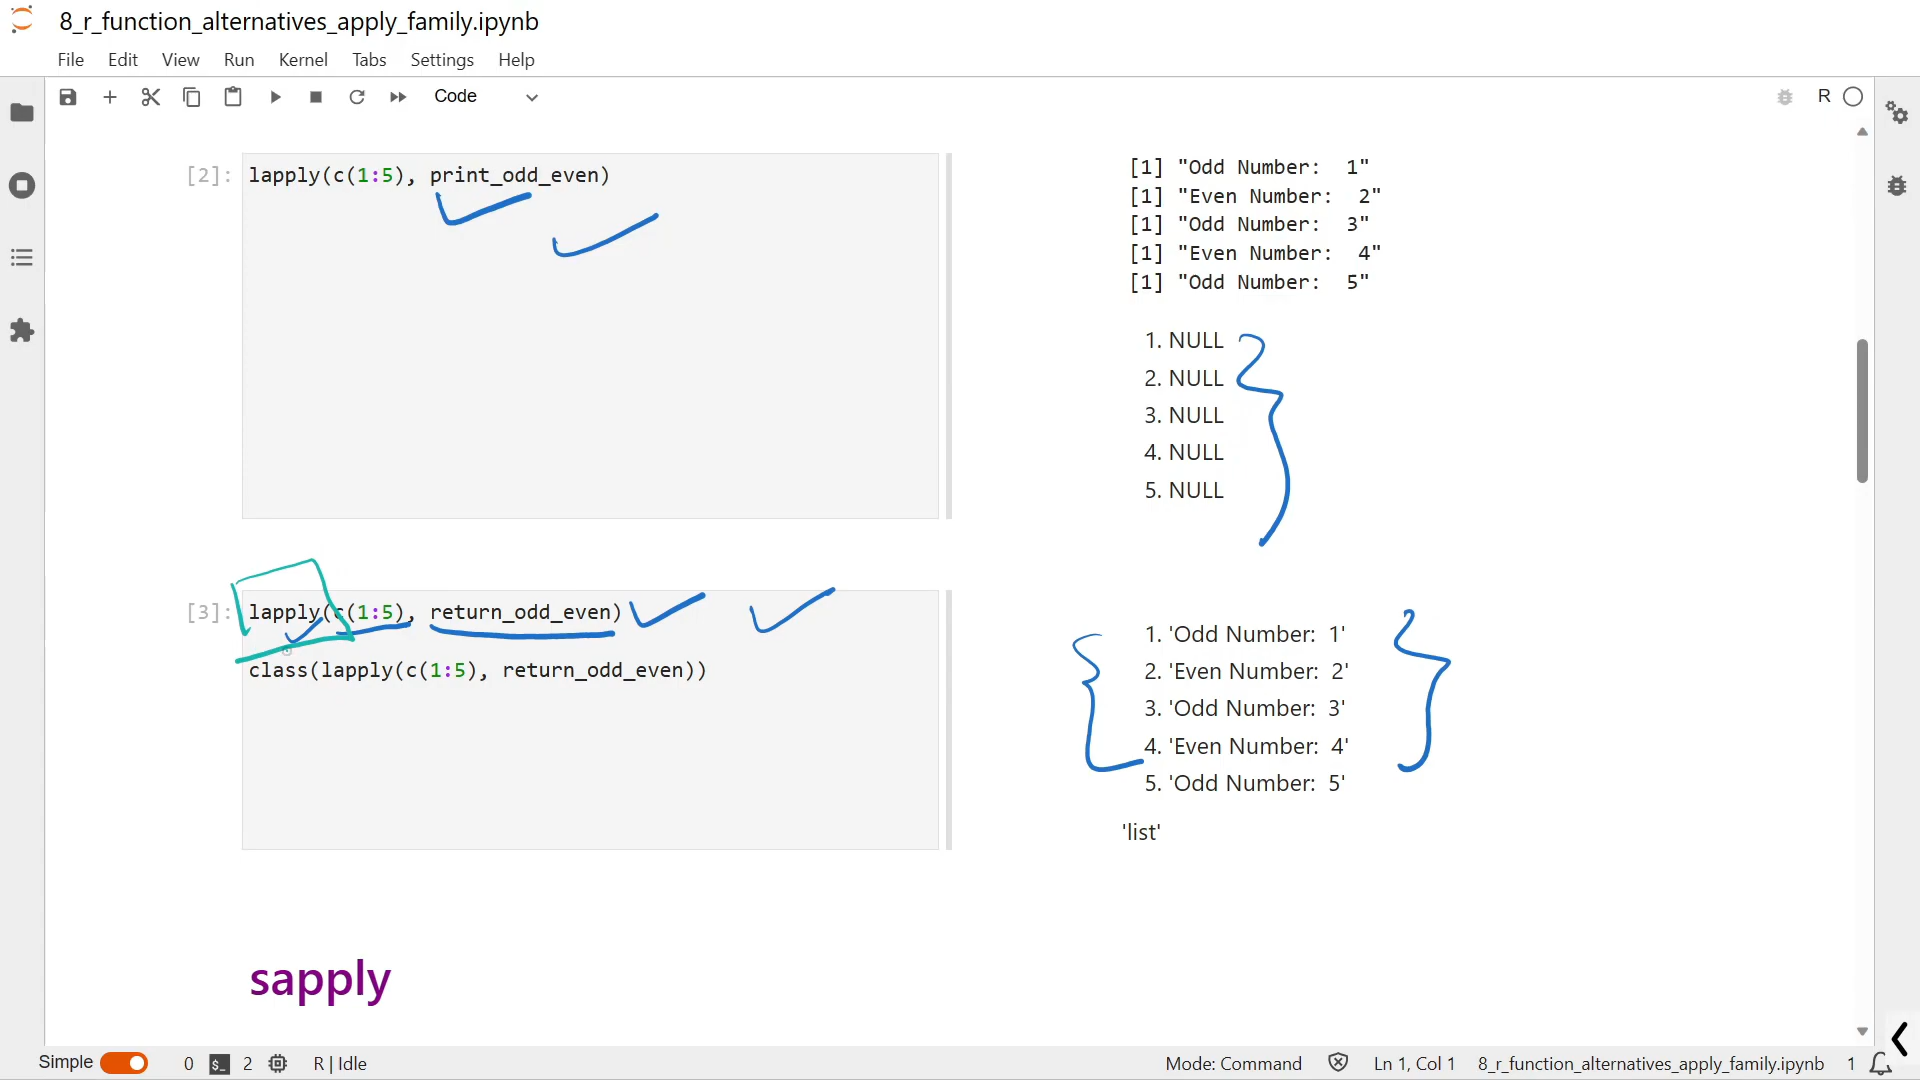 8_r_function_alternatives_apply_family.ipynb
File Edit View Run Kernel Tabs Settings Help
Code
R
[2]: lapply(c(1:5), print_odd_even)
[1] "Odd Number:  1"
[1] "Even Number:  2"
[1] "Odd Number:  3"
[1] "Even Number:  4"
[1] "Odd Number:  5"
1. NULL
2. NULL
3. NULL
4. NULL
5. NULL
[3]: lapply(c(1:5), return_odd_even)
class(lapply(c(1:5), return_odd_even))
1. 'Odd Number:  1'
2. 'Even Number:  2'
3. 'Odd Number:  3'
4. 'Even Number:  4'
5. 'Odd Number:  5'
'list'
sapply
Simple 0 $_ 2 R | Idle Mode: Command Ln 1, Col 1 8_r_function_alternatives_apply_family.ipynb 1